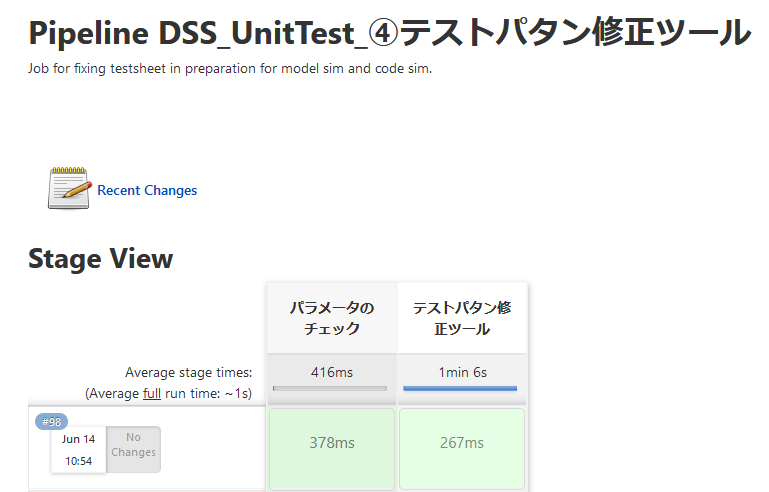 Pipeline DSS_UnitTest_④テストパタン修正ツール
Job for fixing testsheet in preparation for model sim and code sim.
Recent Changes
Stage View
パラメータの
チェック
テストパタン修
正ツール
Average stage times:
(Average full run time: ~1s)
416ms
1min 6s
#98
Jun 14
10:54
No
Changes
378ms
267ms